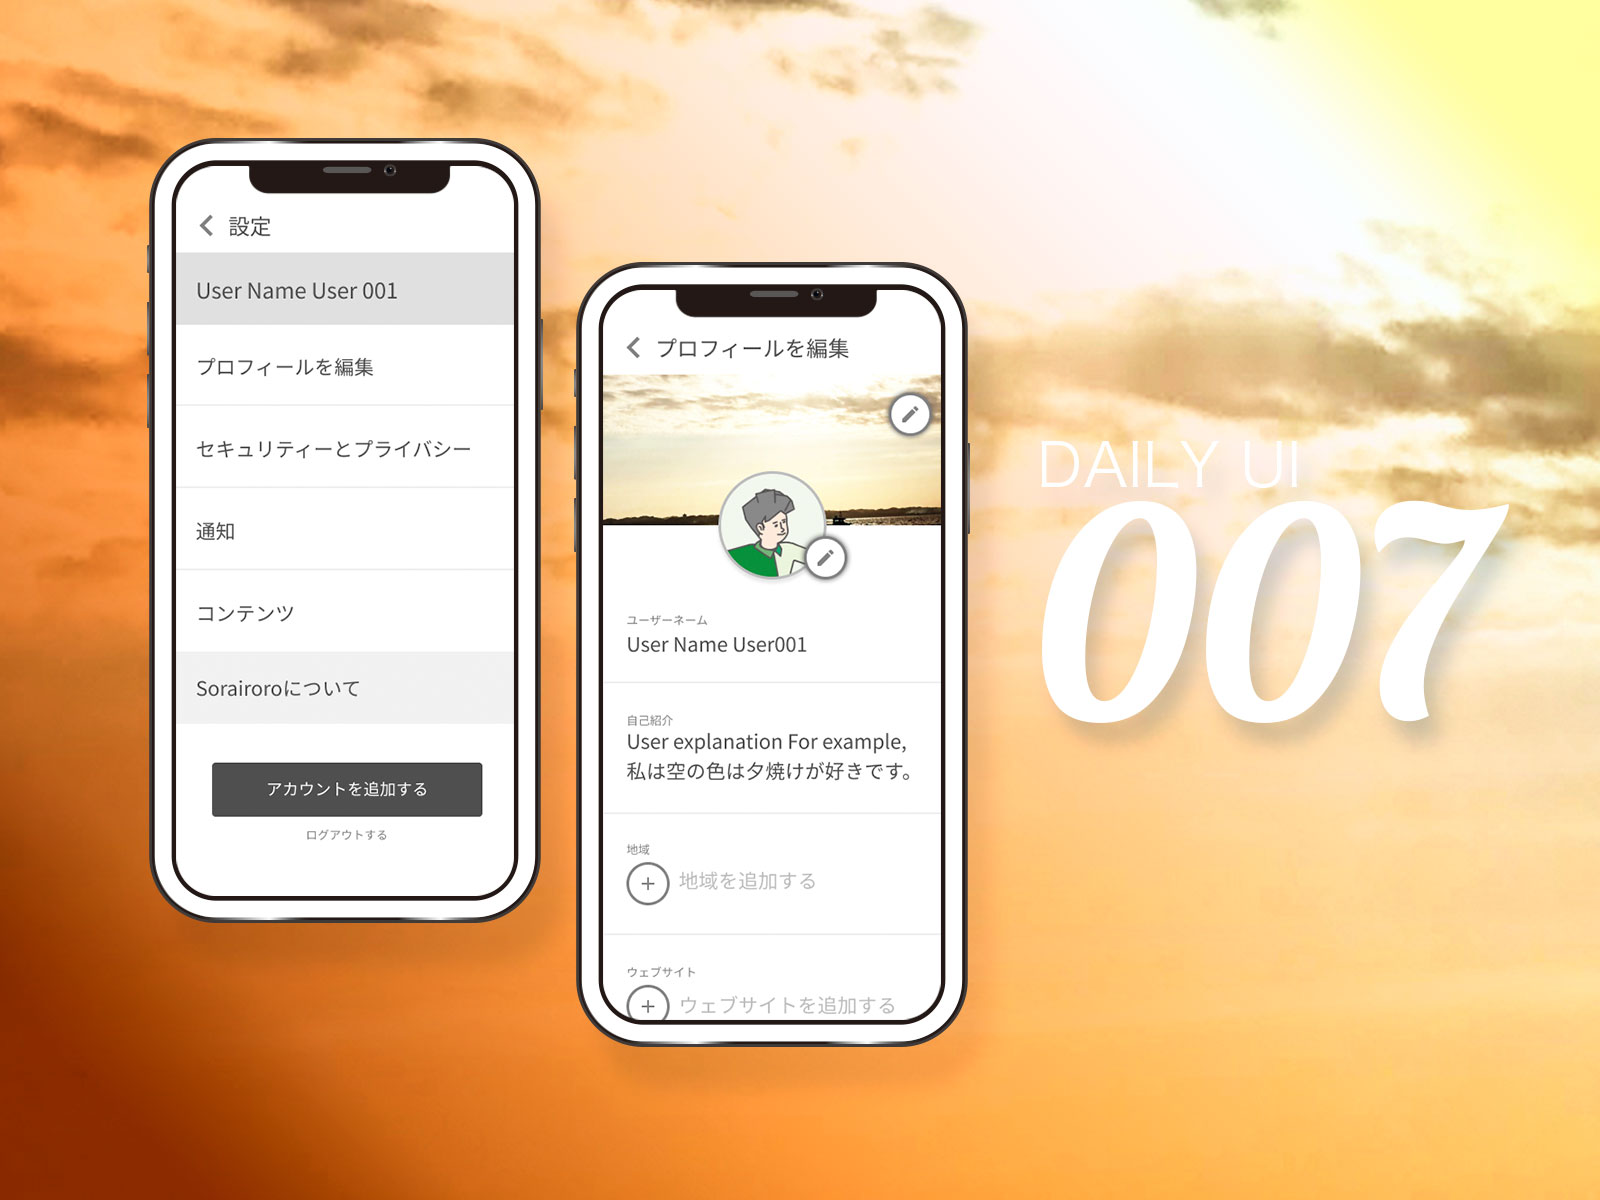 設定
User Name User 001
プロフィールを編集
セキュリティーとプライバシー
通知
コンテンツ
Sorairoroについて
アカウントを追加する
ログアウトする
プロフィールを編集
ユーザーネーム
User Name User001
自己紹介
User explanation For example,
私は空の色は夕焼けが好きです。
地域
地域を追加する
ウェブサイト
ウェブサイトを追加する
DAILY UI
007